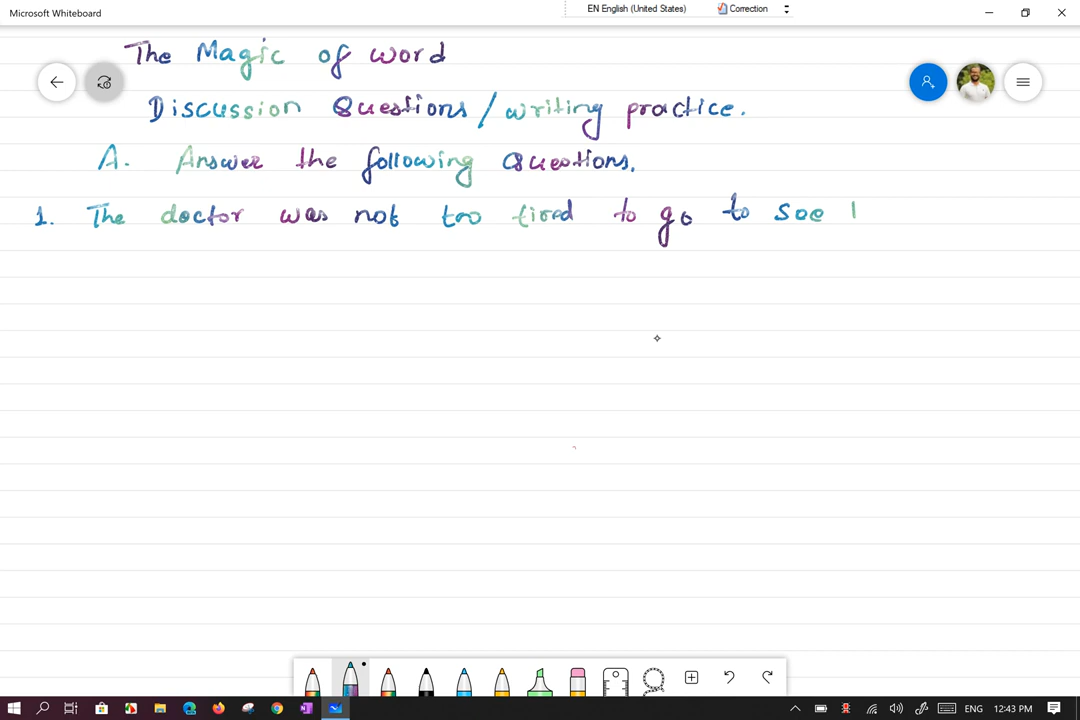 Microsoft Whiteboard
EN English (United States)
Correction
The Magic of word
Discussion Questions/writing practice.
A. Answer the following Questions.
1. The doctor was not too tired to go to see
ENG
12:43 PM